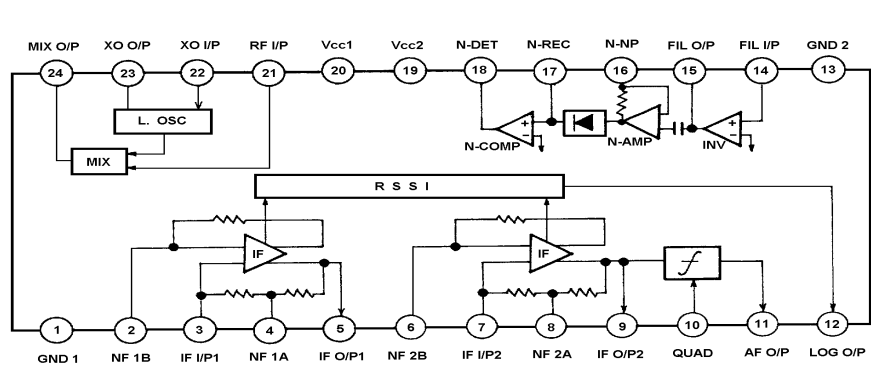 MIX O/P XO O/P XO I/P RF I/P Vcc1 Vcc2 N-DET N-REC N-NP FIL O/P FIL I/P GND 2
24 23 22 21 20 19 18 17 16 15 14 13
L. OSC
MIX
N-COMP N-AMP INV
+ − + −
RSSI
IF IF
1 2 3 4 5 6 7 8 9 10 11 12
GND 1 NF 1B IF I/P1 NF 1A IF O/P1 NF 2B IF I/P2 NF 2A IF O/P2 QUAD AF O/P LOG O/P